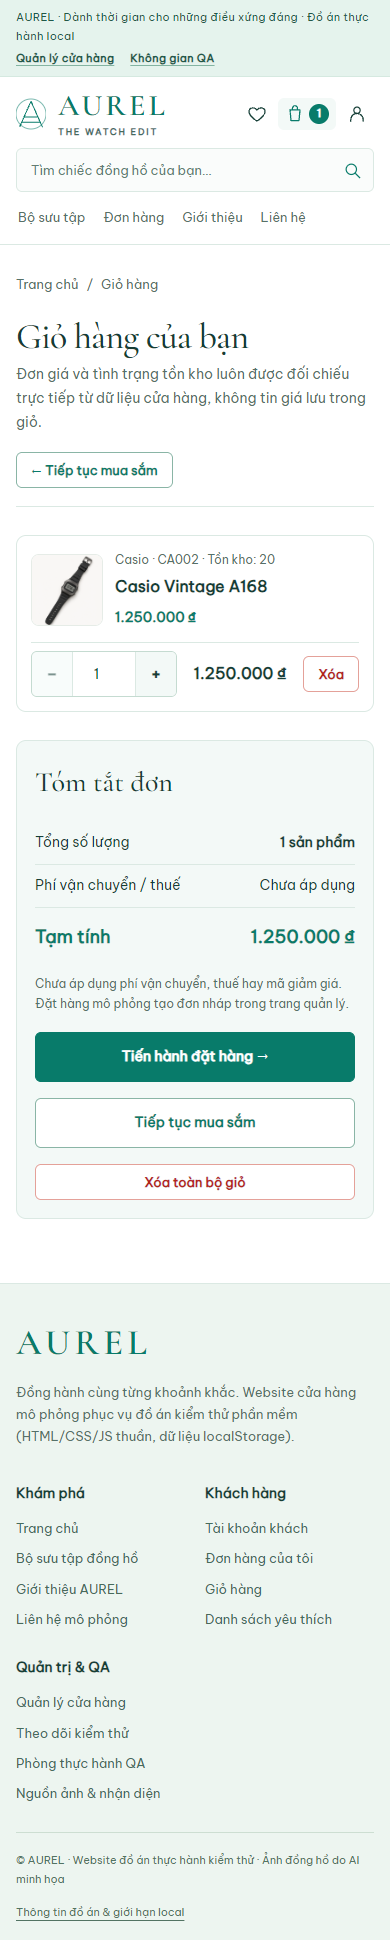 AUREL · Dành thời gian cho những điều xứng đáng · Đồ án thực
hành local
Quản lý cửa hàng Không gian QA
AUREL
THE WATCH EDIT
1
Tìm chiếc đồng hồ của bạn...
Bộ sưu tập Đơn hàng Giới thiệu Liên hệ
Trang chủ / Giỏ hàng
Giỏ hàng của bạn
Đơn giá và tình trạng tồn kho luôn được đối chiếu
trực tiếp từ dữ liệu cửa hàng, không tin giá lưu trong
giỏ.
← Tiếp tục mua sắm
Casio · CA002 · Tồn kho: 20
Casio Vintage A168
1.250.000 ₫
− 1 + 1.250.000 ₫ Xóa
Tóm tắt đơn
Tổng số lượng 1 sản phẩm
Phí vận chuyển / thuế Chưa áp dụng
Tạm tính 1.250.000 ₫
Chưa áp dụng phí vận chuyển, thuế hay mã giảm giá.
Đặt hàng mô phỏng tạo đơn nháp trong trang quản lý.
Tiến hành đặt hàng →
Tiếp tục mua sắm
Xóa toàn bộ giỏ
AUREL
Đồng hành cùng từng khoảnh khắc. Website cửa hàng
mô phỏng phục vụ đồ án kiểm thử phần mềm
(HTML/CSS/JS thuần, dữ liệu localStorage).
Khám phá
Trang chủ
Bộ sưu tập đồng hồ
Giới thiệu AUREL
Liên hệ mô phỏng
Khách hàng
Tài khoản khách
Đơn hàng của tôi
Giỏ hàng
Danh sách yêu thích
Quản trị & QA
Quản lý cửa hàng
Theo dõi kiểm thử
Phòng thực hành QA
Nguồn ảnh & nhận diện
© AUREL · Website đồ án thực hành kiểm thử · Ảnh đồng hồ do AI
minh họa
Thông tin đồ án & giới hạn local